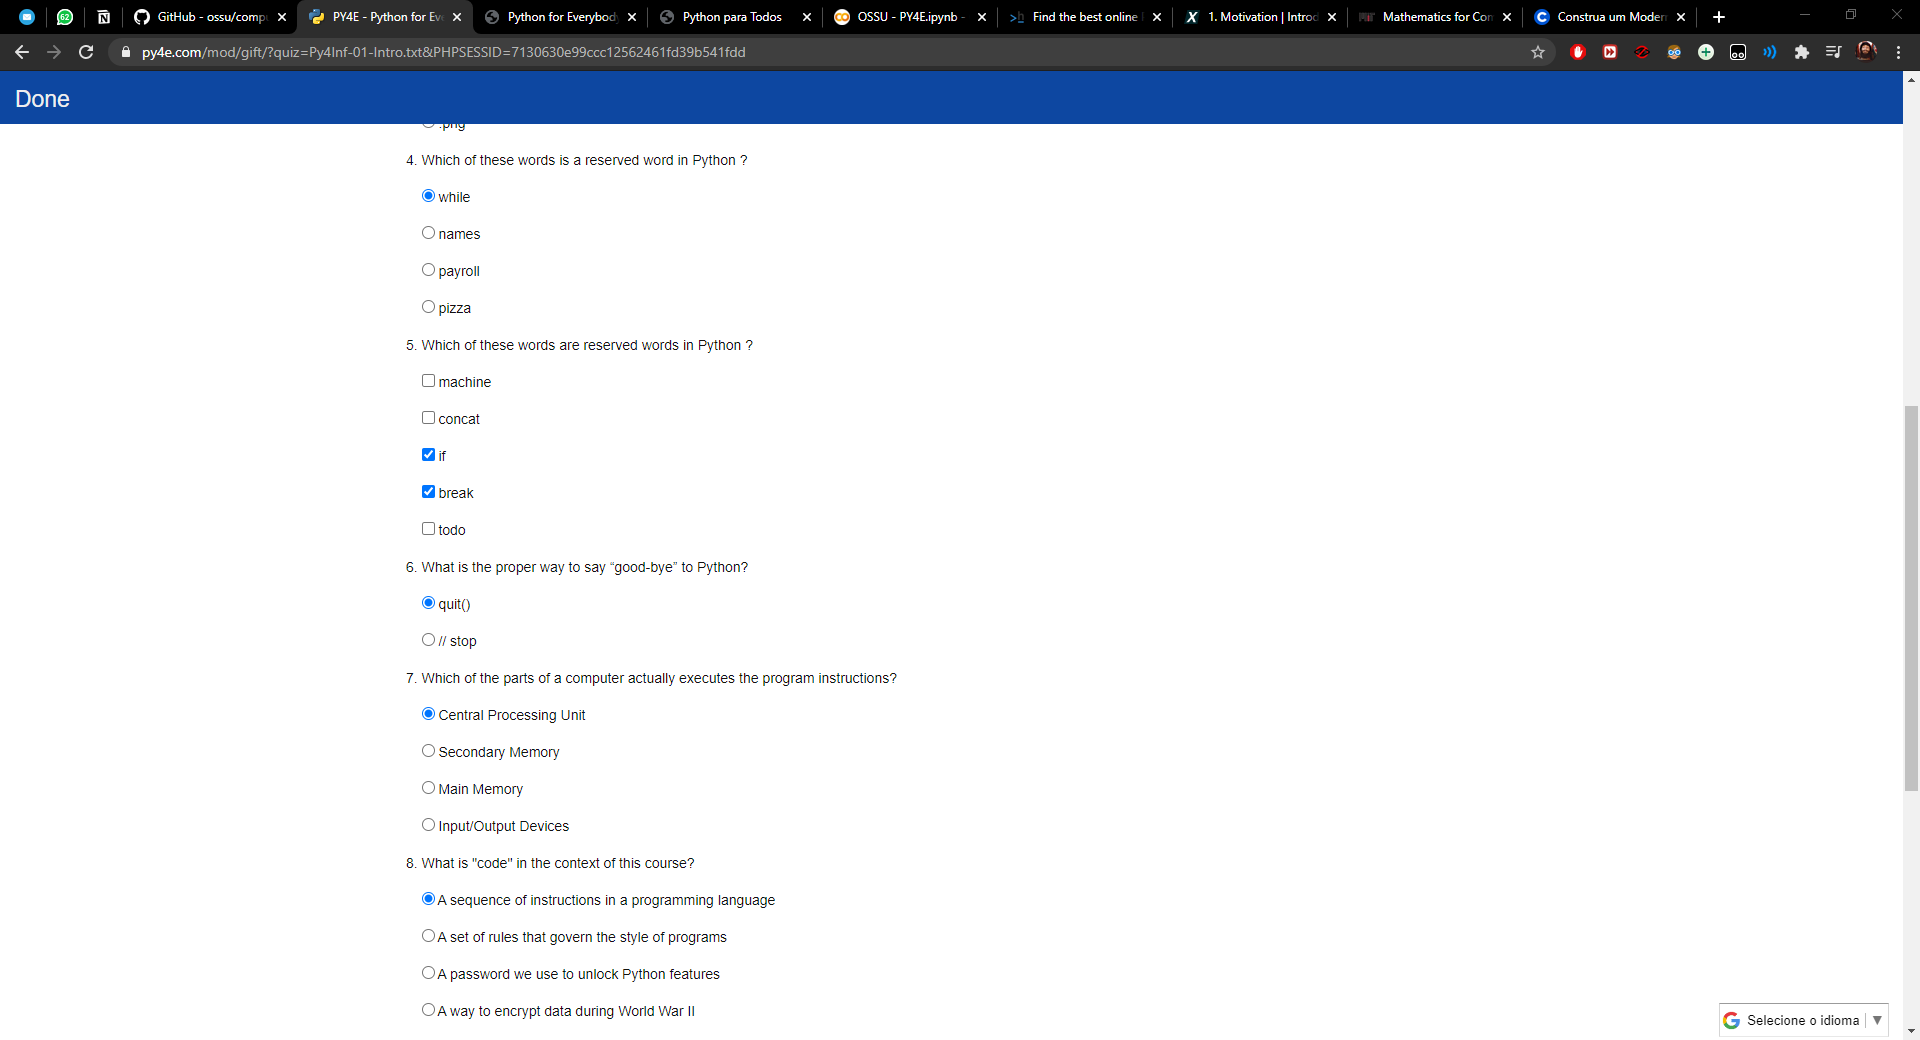 62
GitHub - ossu/comp
PY4E - Python for Ev
Python for Everybod
Python para Todos
OSSU - PY4E.ipynb -
Find the best online
1. Motivation | Introd
Mathematics for Con
Construa um Moder
py4e.com/mod/gift/?quiz=Py4Inf-01-Intro.txt&PHPSESSID=7130630e99ccc12562461fd39b541fdd
Done
.png
4. Which of these words is a reserved word in Python ?
while
names
payroll
pizza
5. Which of these words are reserved words in Python ?
machine
concat
if
break
todo
6. What is the proper way to say “good-bye” to Python?
quit()
// stop
7. Which of the parts of a computer actually executes the program instructions?
Central Processing Unit
Secondary Memory
Main Memory
Input/Output Devices
8. What is "code" in the context of this course?
A sequence of instructions in a programming language
A set of rules that govern the style of programs
A password we use to unlock Python features
A way to encrypt data during World War II
Selecione o idioma